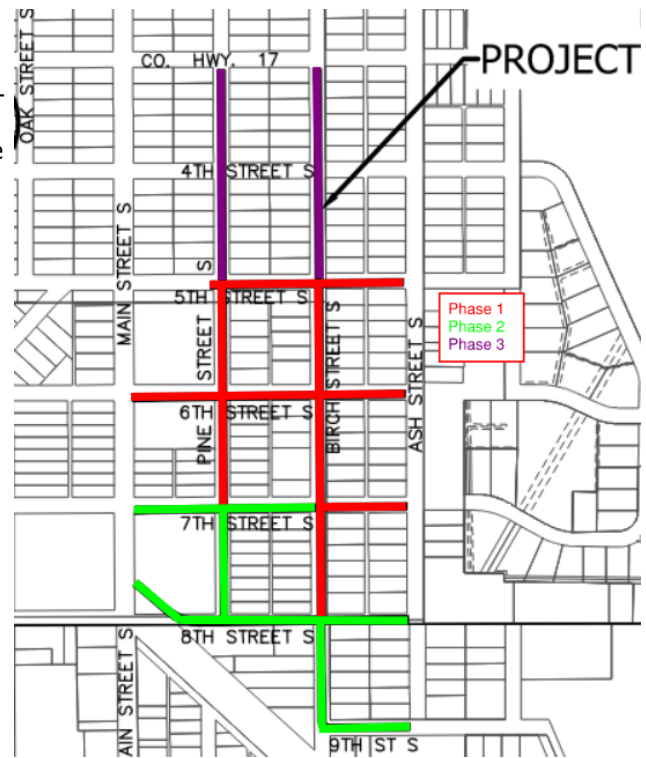 OAK STREET S
CO. HWY. 17
PROJECT
e
4TH STREET S
MAIN STREET S
PINE STREET S
5TH STREET S
BIRCH STREET S
ASH STREET S
Phase 1
Phase 2
Phase 3
6TH STREET S
7TH STREET S
8TH STREET S
AIN STREET S
9TH ST S